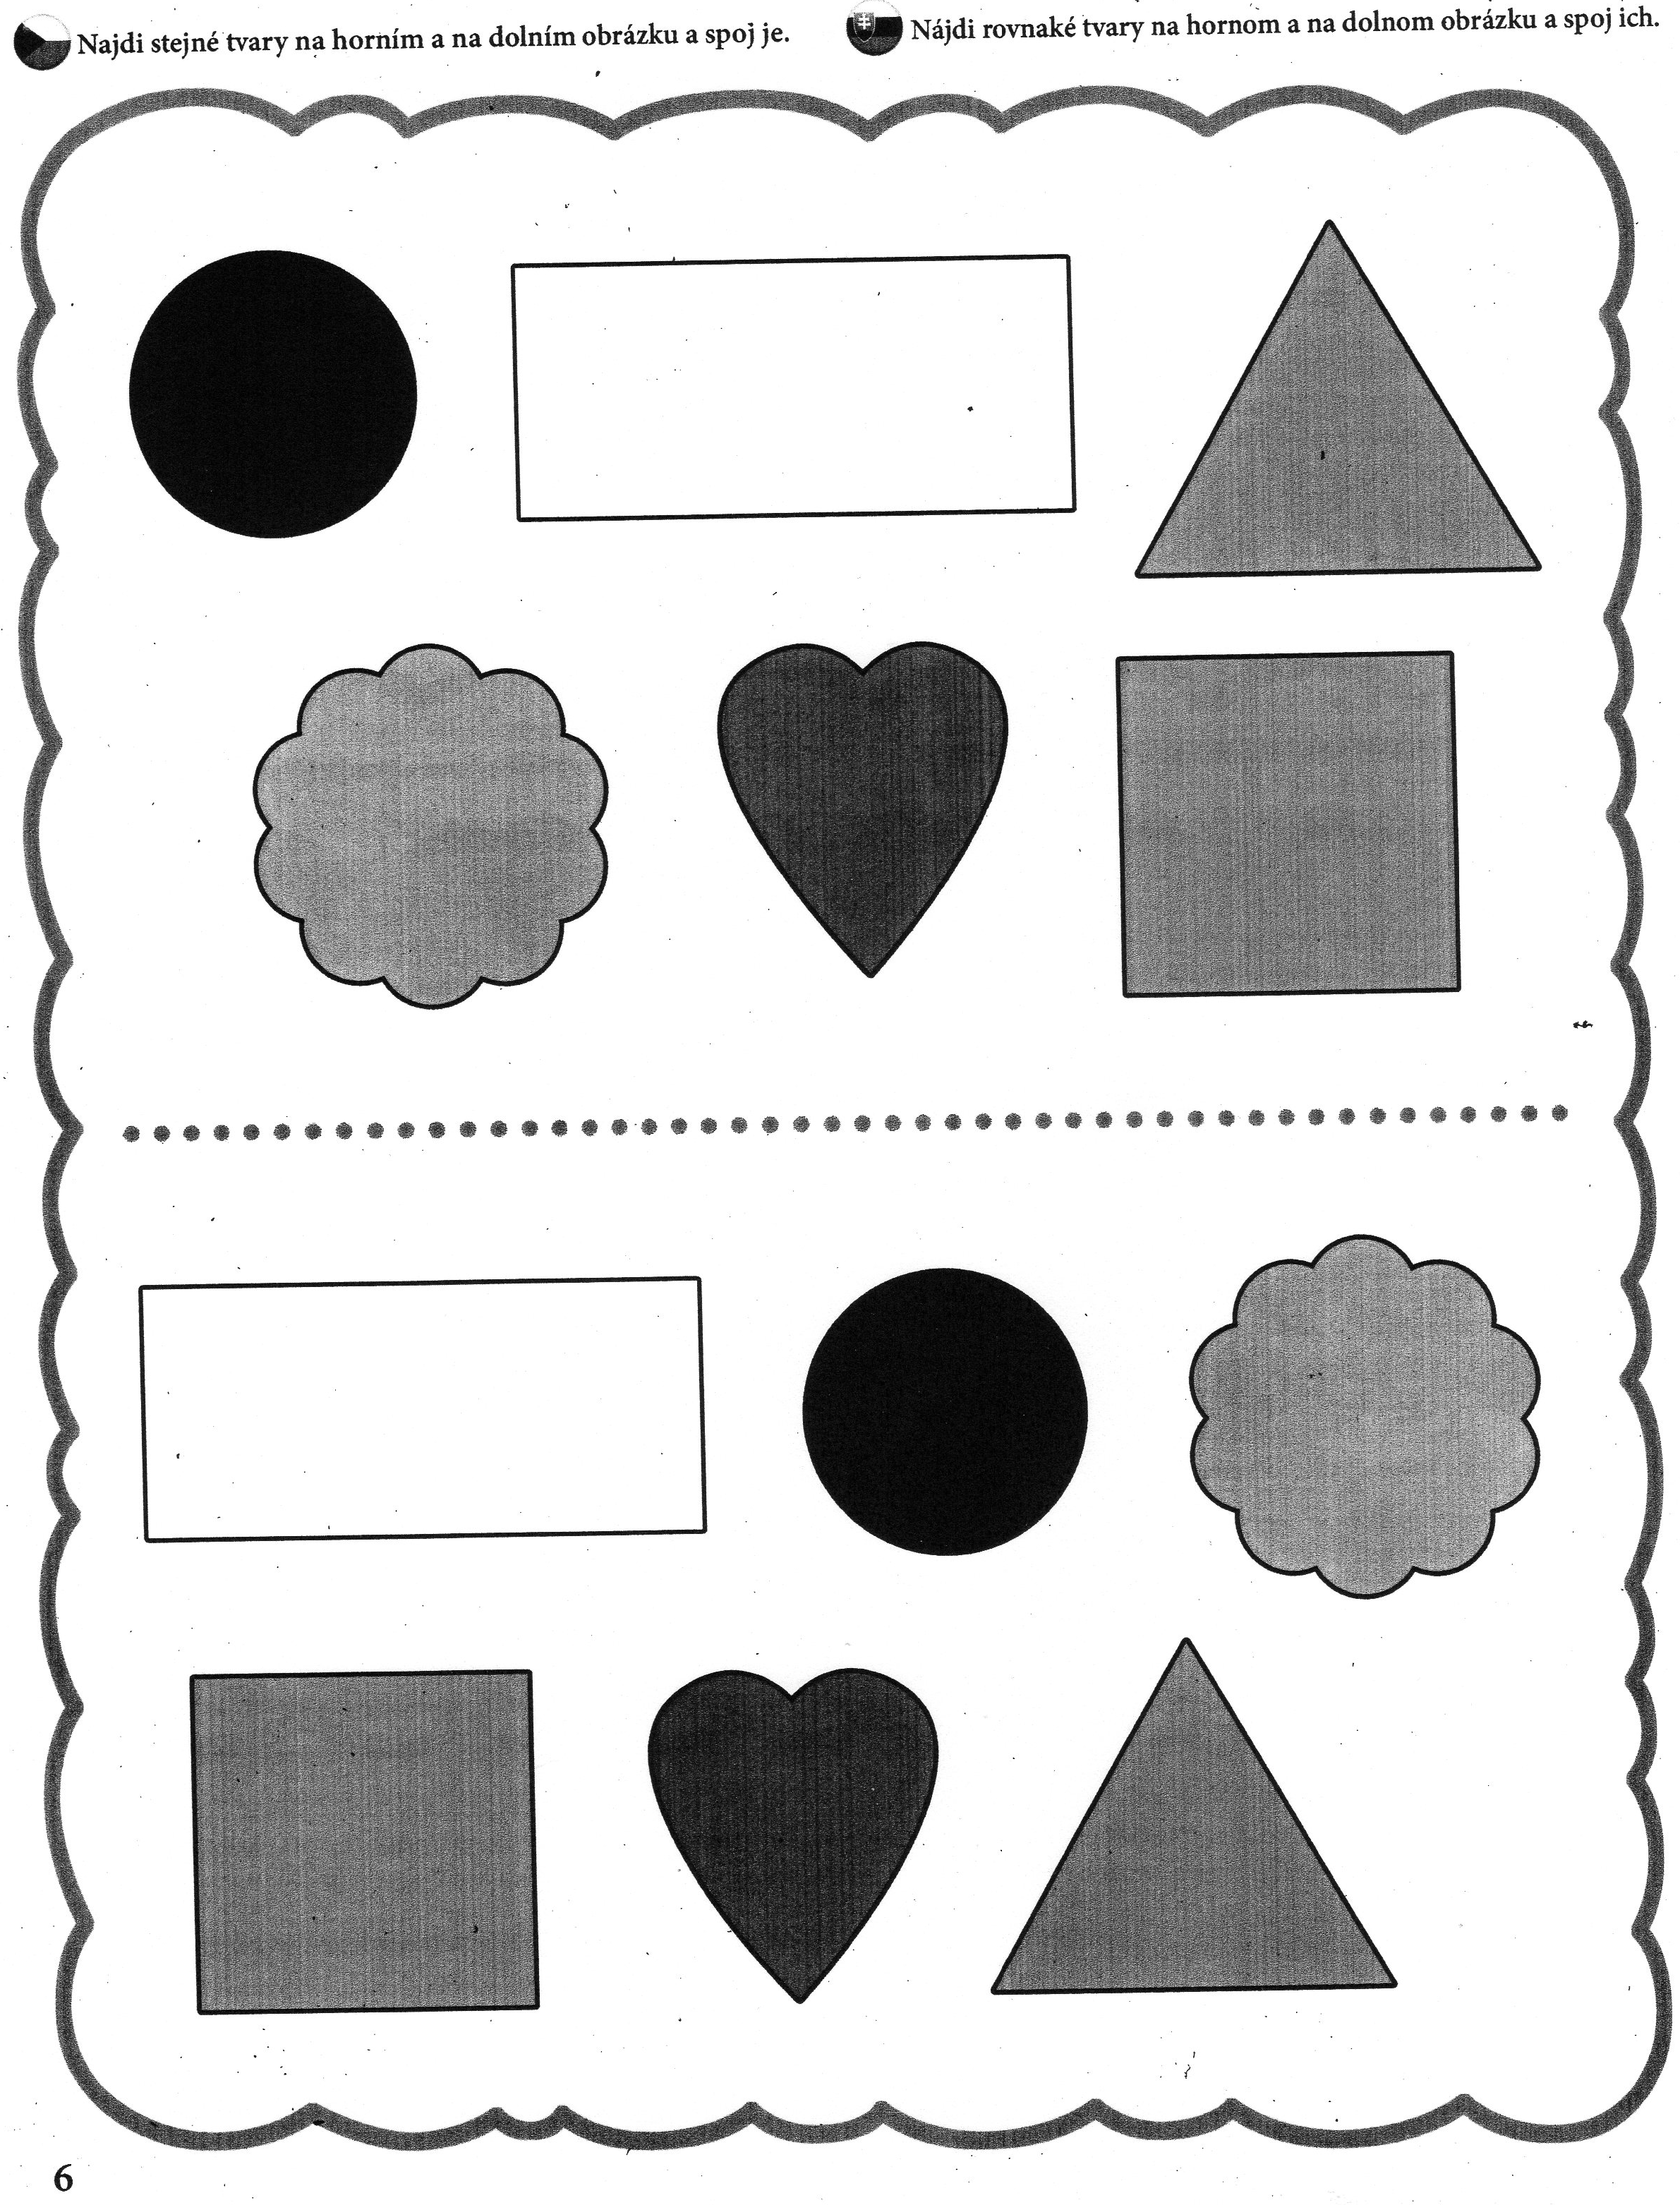 Najdi stejné tvary na horním a na dolním obrázku a spoj je.
Nájdi rovnaké tvary na hornom a na dolnom obrázku a spoj ich.
6